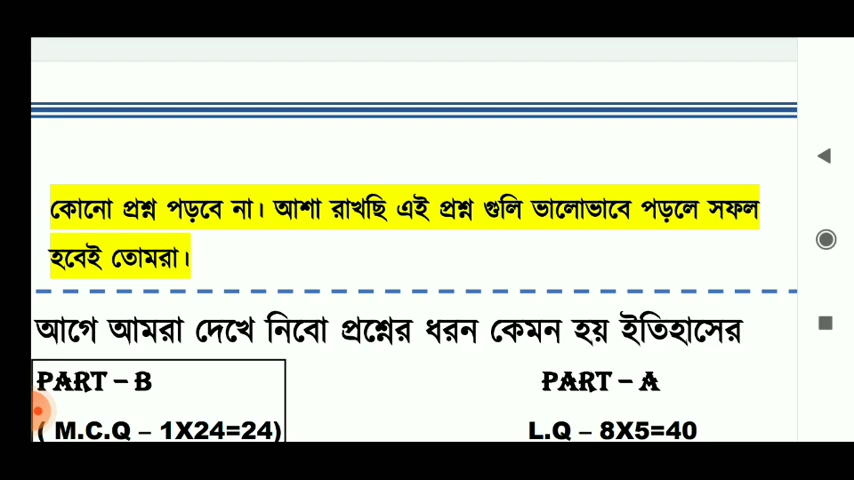 কোনো প্রশ্ন পড়বে না। আশা রাখছি এই প্রশ্ন গুলি ভালোভাবে পড়লে সফল
হবেই তোমরা।
আগে আমরা দেখে নিবো প্রশ্নের ধরন কেমন হয় ইতিহাসের
PART – B PART – A
( M.C.Q – 1X24=24) L.Q – 8X5=40